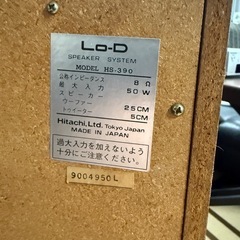 Lo-D
SPEAKER SYSTEM
MODEL HS-390
公称インピーダンス 8Ω
最大入力 50W
スピーカー
ウーファー 25CM
トゥイーター 5CM
Hitachi, Ltd. Tokyo Japan
MADE IN JAPAN
過大入力を加えないよう
十分にご注意ください
9004950L